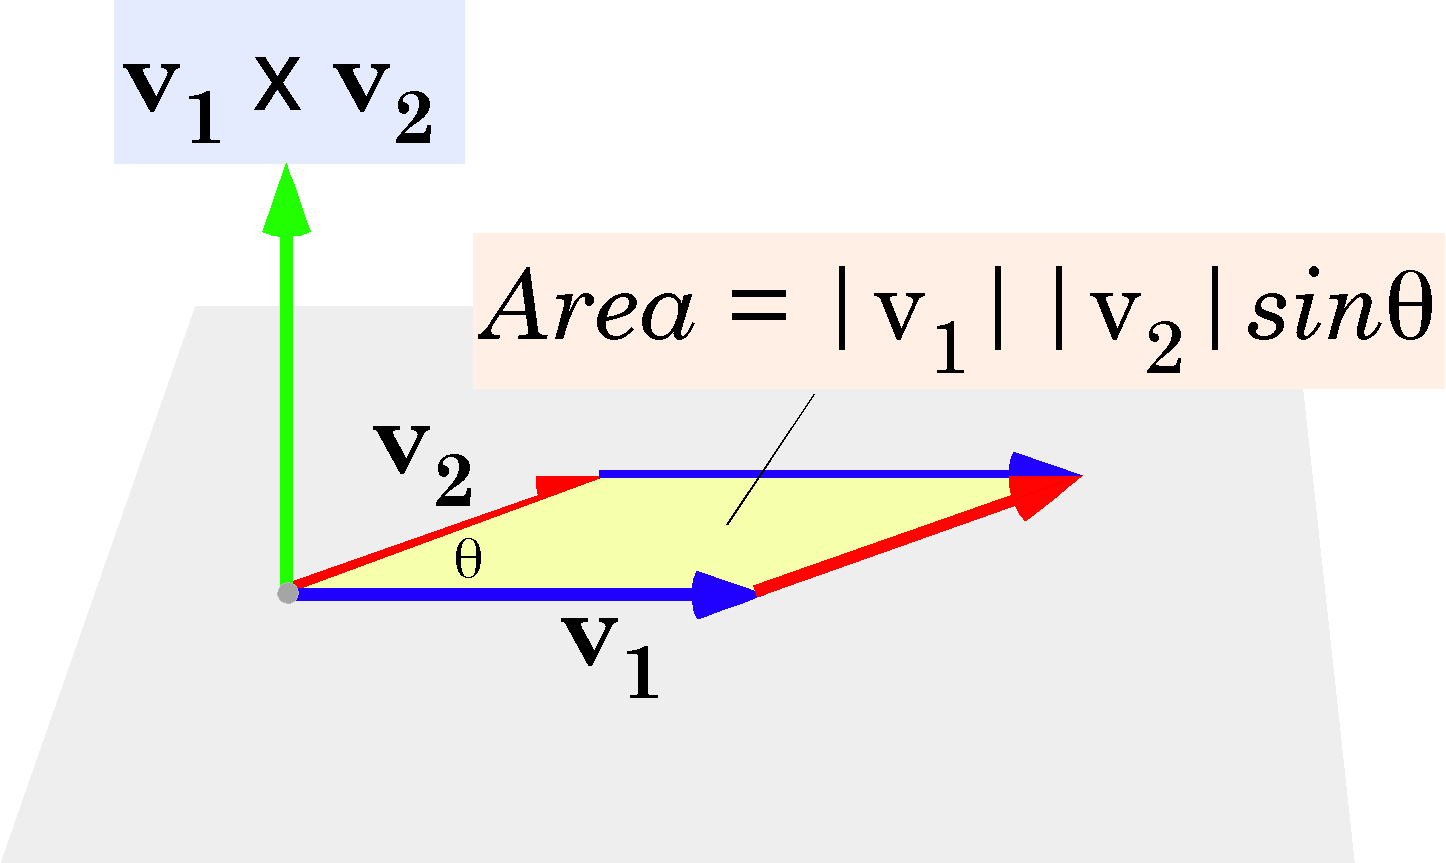 v₁ x v₂
Area = |v₁| |v₂| sinθ
v₂
θ
v₁